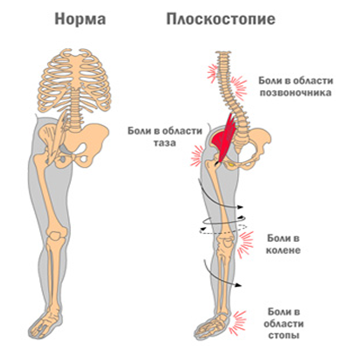 Норма
Плоскостопие
Боли в области
позвоночника
Боли в области
таза
Боли в
колене
Боли в
области
стопы